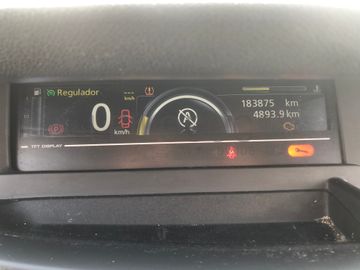 Regulador
---
183875 km
0
4893.9 km
km/h
P
TFT DISPLAY